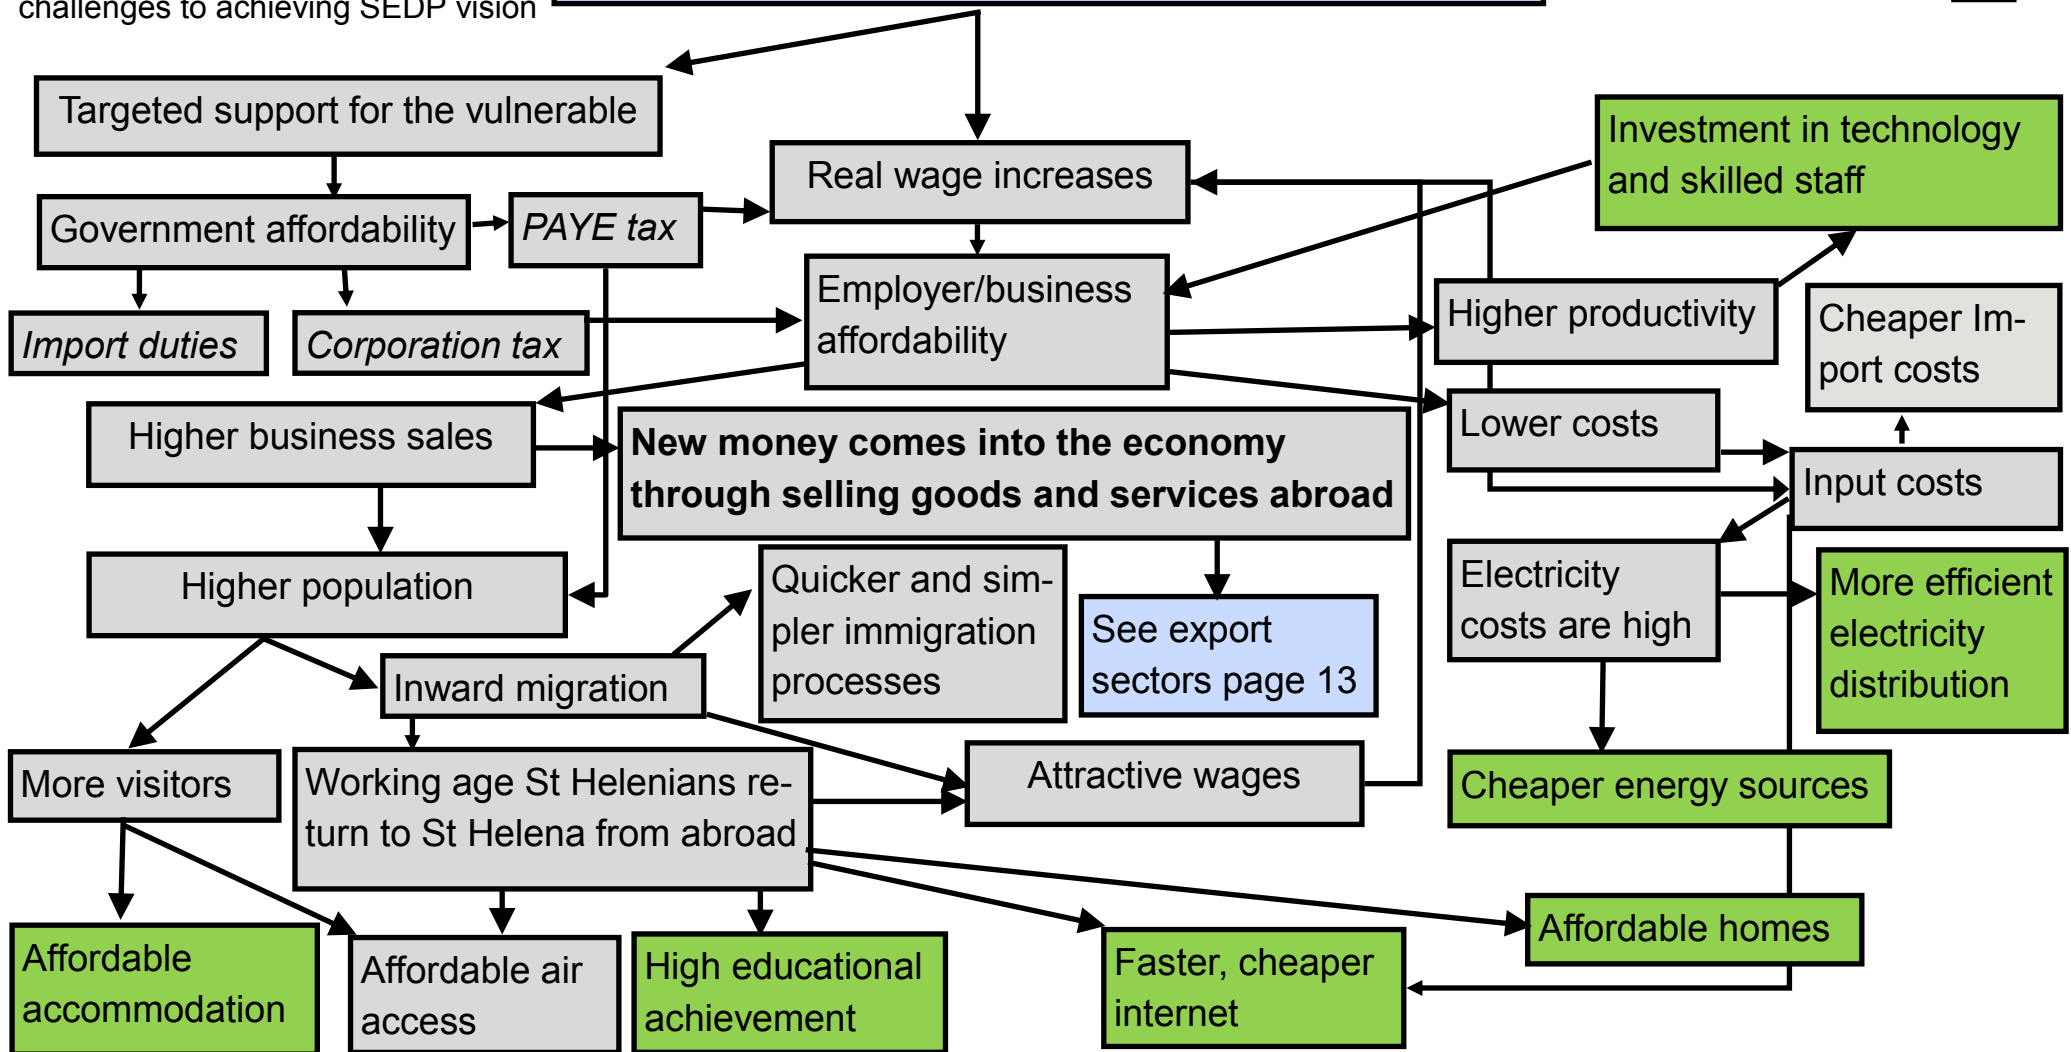 challenges to achieving SEDP vision
Targeted support for the vulnerable
Investment in technology
and skilled staff
Real wage increases
Government affordability
PAYE tax
Employer/business
affordability
Higher productivity
Cheaper Im-
port costs
Import duties
Corporation tax
Higher business sales
New money comes into the economy
through selling goods and services abroad
Lower costs
Input costs
Higher population
Quicker and sim-
pler immigration
processes
See export
sectors page 13
Electricity
costs are high
More efficient
electricity
distribution
Inward migration
More visitors
Working age St Helenians re-
turn to St Helena from abroad
Attractive wages
Cheaper energy sources
Affordable
accommodation
Affordable air
access
High educational
achievement
Faster, cheaper
internet
Affordable homes